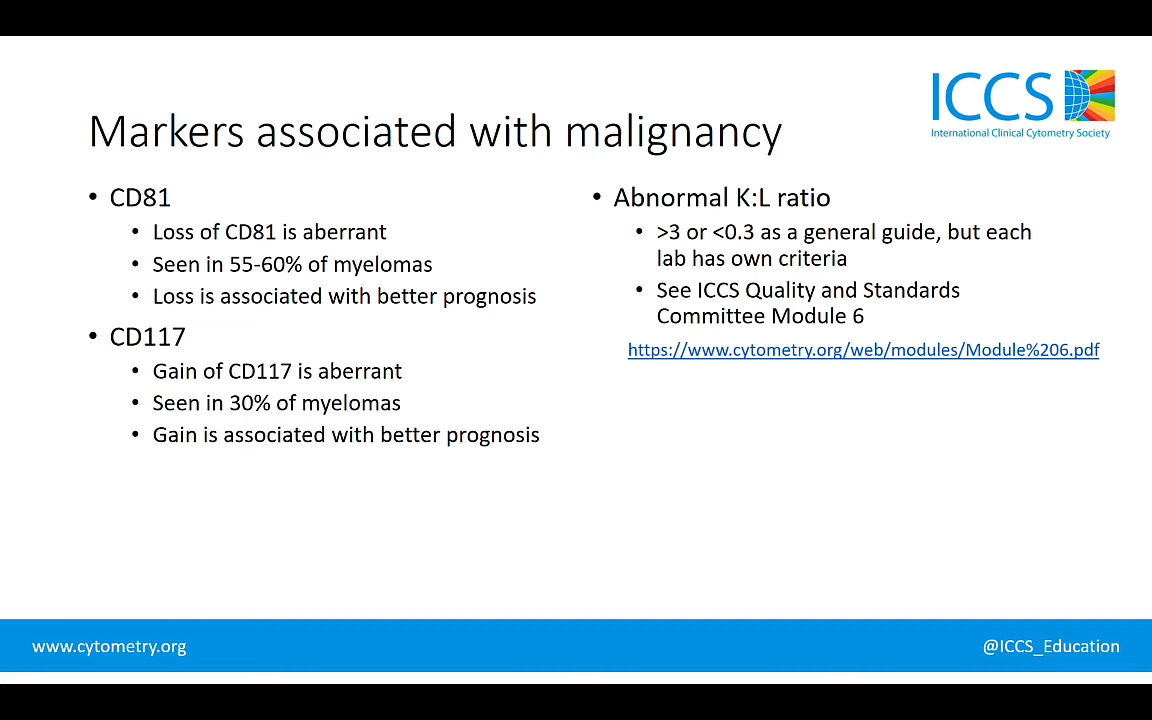 ICCS
International Clinical Cytometry Society
Markers associated with malignancy
• CD81
• Loss of CD81 is aberrant
• Seen in 55-60% of myelomas
• Loss is associated with better prognosis
• CD117
• Gain of CD117 is aberrant
• Seen in 30% of myelomas
• Gain is associated with better prognosis
• Abnormal K:L ratio
• >3 or <0.3 as a general guide, but each
lab has own criteria
• See ICCS Quality and Standards
Committee Module 6
https://www.cytometry.org/web/modules/Module%206.pdf
www.cytometry.org
@ICCS_Education